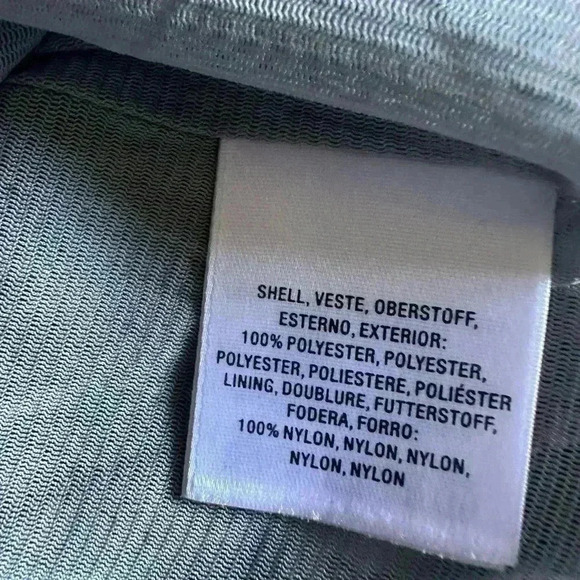 SHELL, VESTE, OBERSTOFF,
ESTERNO, EXTERIOR:
100% POLYESTER, POLYESTER,
POLYESTER, POLIESTERE, POLIÉSTER
LINING, DOUBLURE, FUTTERSTOFF,
FODERA, FORRO:
100% NYLON, NYLON, NYLON,
NYLON, NYLON